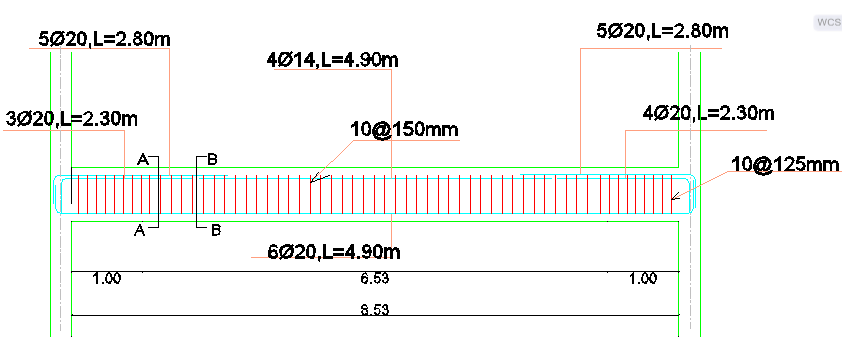 WCS
5Ø20,L=2.80m
5Ø20,L=2.80m
4Ø14,L=4.90m
3Ø20,L=2.30m
4Ø20,L=2.30m
10@150mm
A B
10@125mm
A B
6Ø20,L=4.90m
1.00 6.53 1.00
8.53